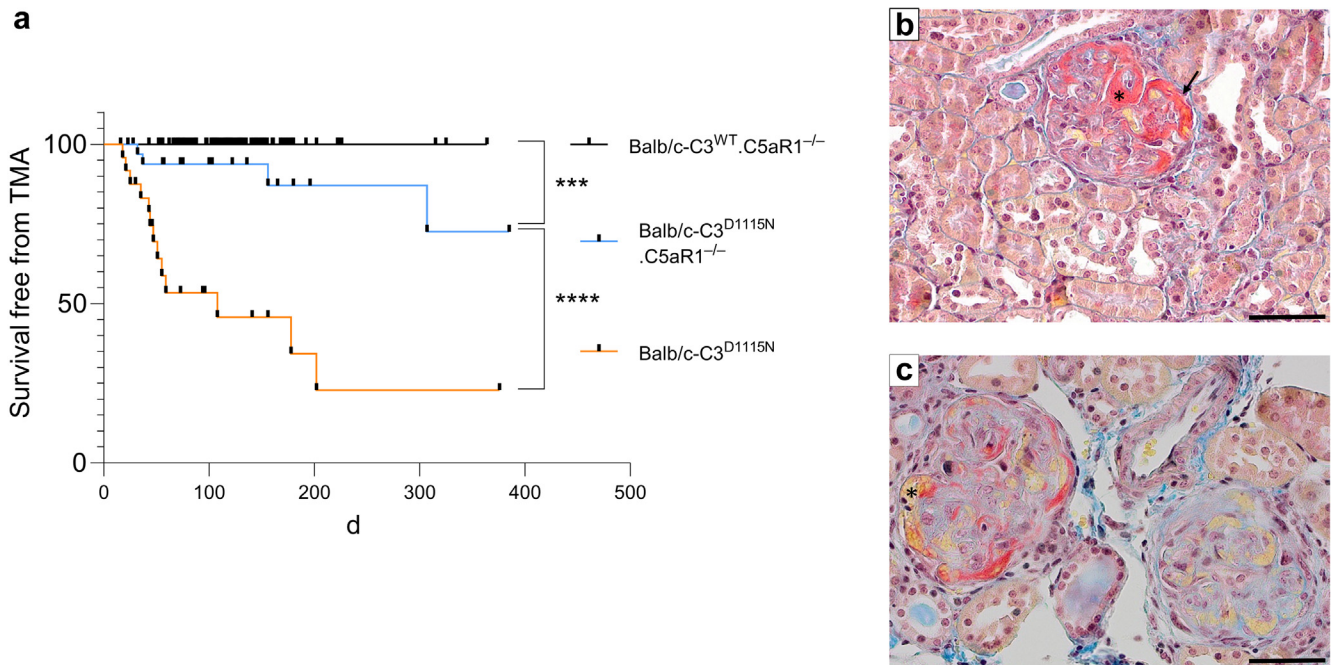 a
Survival free from TMA
100
50
0
0 100 200 300 400 500
d
***
****
Balb/c-C3ᵂᵀ.C5aR1⁻/⁻
Balb/c-C3ᴰ¹¹¹⁵ᴺ
.C5aR1⁻/⁻
Balb/c-C3ᴰ¹¹¹⁵ᴺ
b
*
c
*